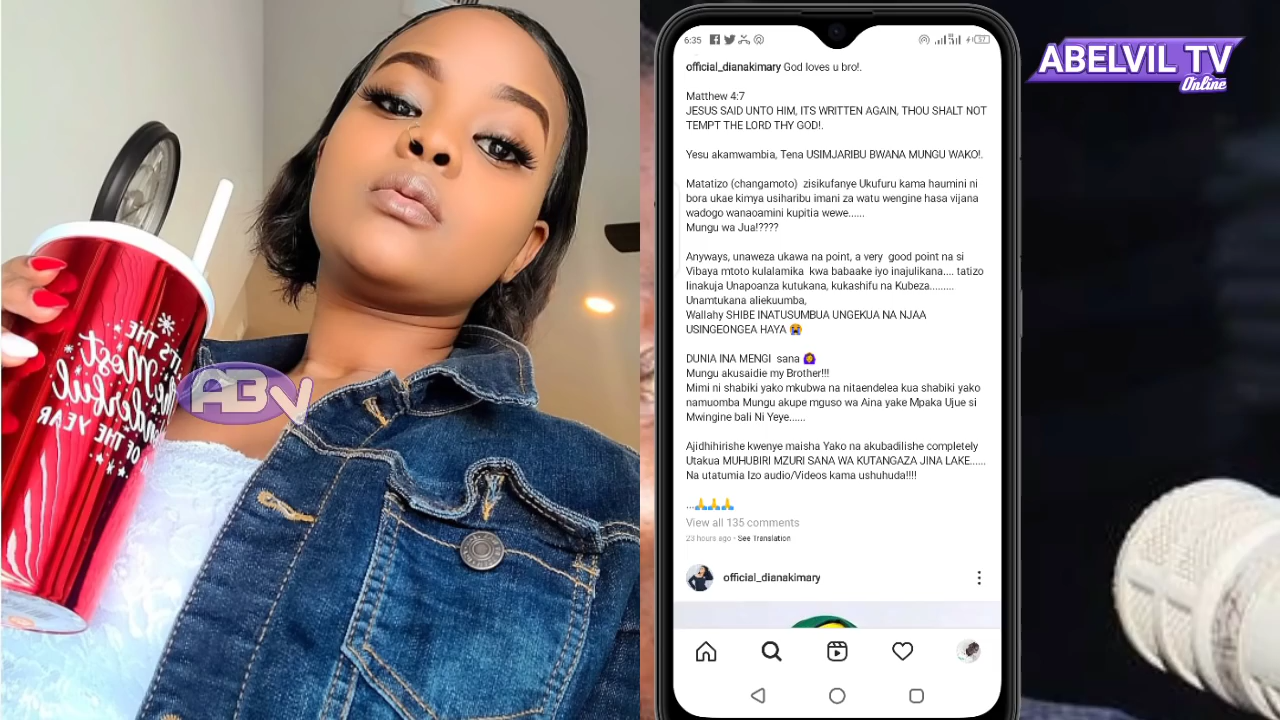 IT'S THE
the Most
Wonderful
TIME OF THE YEAR
ABV
6:35
57
official_dianakimary God loves u bro!.
Matthew 4:7
JESUS SAID UNTO HIM, ITS WRITTEN AGAIN, THOU SHALT NOT
TEMPT THE LORD THY GOD!.
Yesu akamwambia, Tena USIMJARIBU BWANA MUNGU WAKO!.
Matatizo (changamoto) zisikufanye Ukufuru kama haumini ni
bora ukae kimya usiharibu imani za watu wengine hasa vijana
wadogo wanaoamini kupitia wewe......
Mungu wa Jua!????
Anyways, unaweza ukawa na point, a very good point na si
Vibaya mtoto kulalamika kwa babaake iyo inajulikana.... tatizo
linakuja Unapoanza kutukana, kukashifu na Kubeza.........
Unamtukana aliekuumba,
Wallahy SHIBE INATUSUMBUA UNGEKUA NA NJAA
USINGEONGEA HAYA 😭
DUNIA INA MENGI sana 🤦‍♀️
Mungu akusaidie my Brother!!!
Mimi ni shabiki yako mkubwa na nitaendelea kua shabiki yako
namuomba Mungu akupe mguso wa Aina yake Mpaka Ujue si
Mwingine bali Ni Yeye......
Ajidhihirishe kwenye maisha Yako na akubadilishe completely
Utakua MUHUBIRI MZURI SANA WA KUTANGAZA JINA LAKE......
Na utatumia Izo audio/Videos kama ushuhuda!!!!
...🙏🙏🙏
View all 135 comments
23 hours ago · See Translation
official_dianakimary
ABELVIL TV
Online